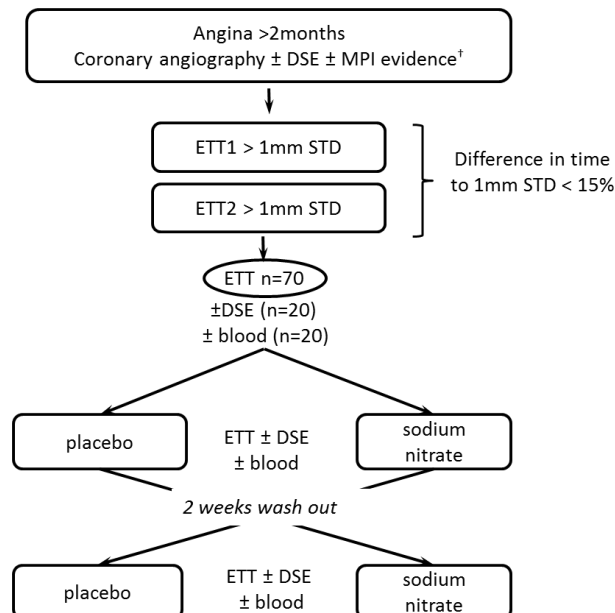 Angina >2months
Coronary angiography ± DSE ± MPI evidence†
ETT1 > 1mm STD
ETT2 > 1mm STD
Difference in time
to 1mm STD < 15%
ETT n=70
±DSE (n=20)
± blood (n=20)
placebo
ETT ± DSE
± blood
sodium
nitrate
2 weeks wash out
placebo
ETT ± DSE
± blood
sodium
nitrate